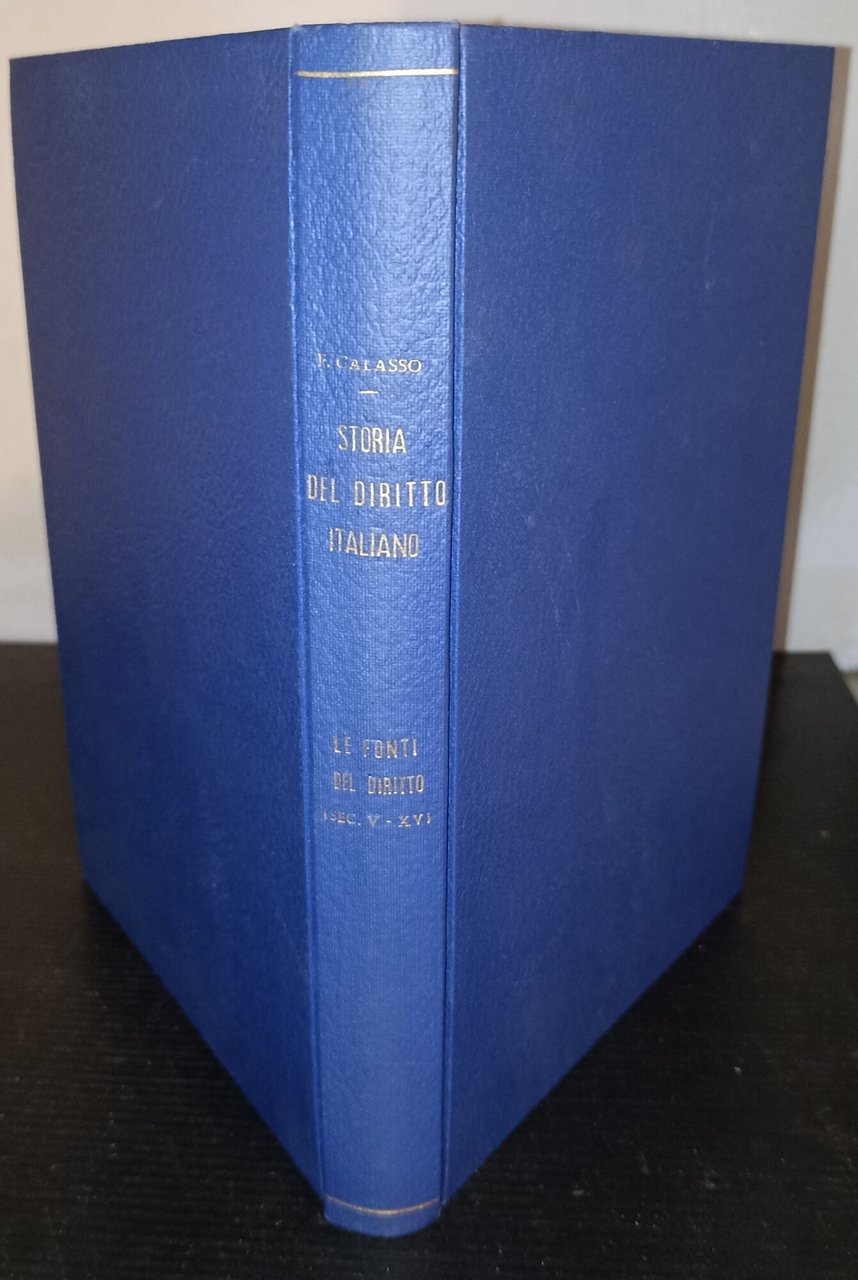 F. CALASSO
STORIA
DEL DIRITTO
ITALIANO
LE FONTI
DEL DIRITTO
(SEC. V - XV)